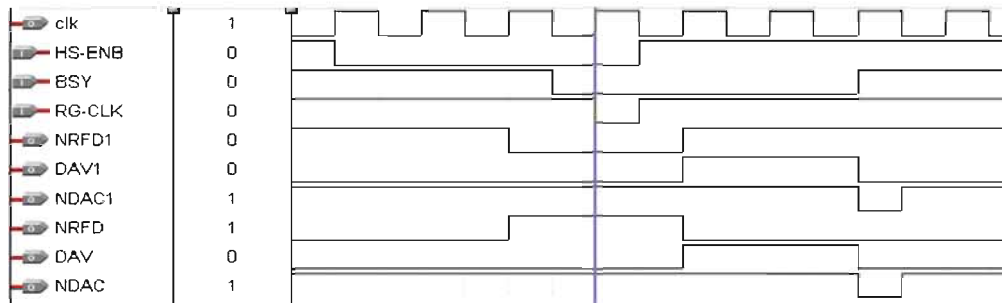 clk 1
HS-ENB 0
BSY 0
RG-CLK 0
NRFD1 0
DAV1 0
NDAC1 1
NRFD 1
DAV 0
NDAC 1